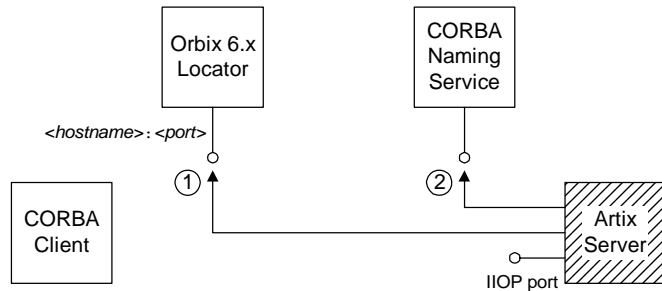 Orbix 6.x
Locator
CORBA
Naming
Service
<hostname>:<port>
1
2
CORBA
Client
Artix
Server
IIOP port